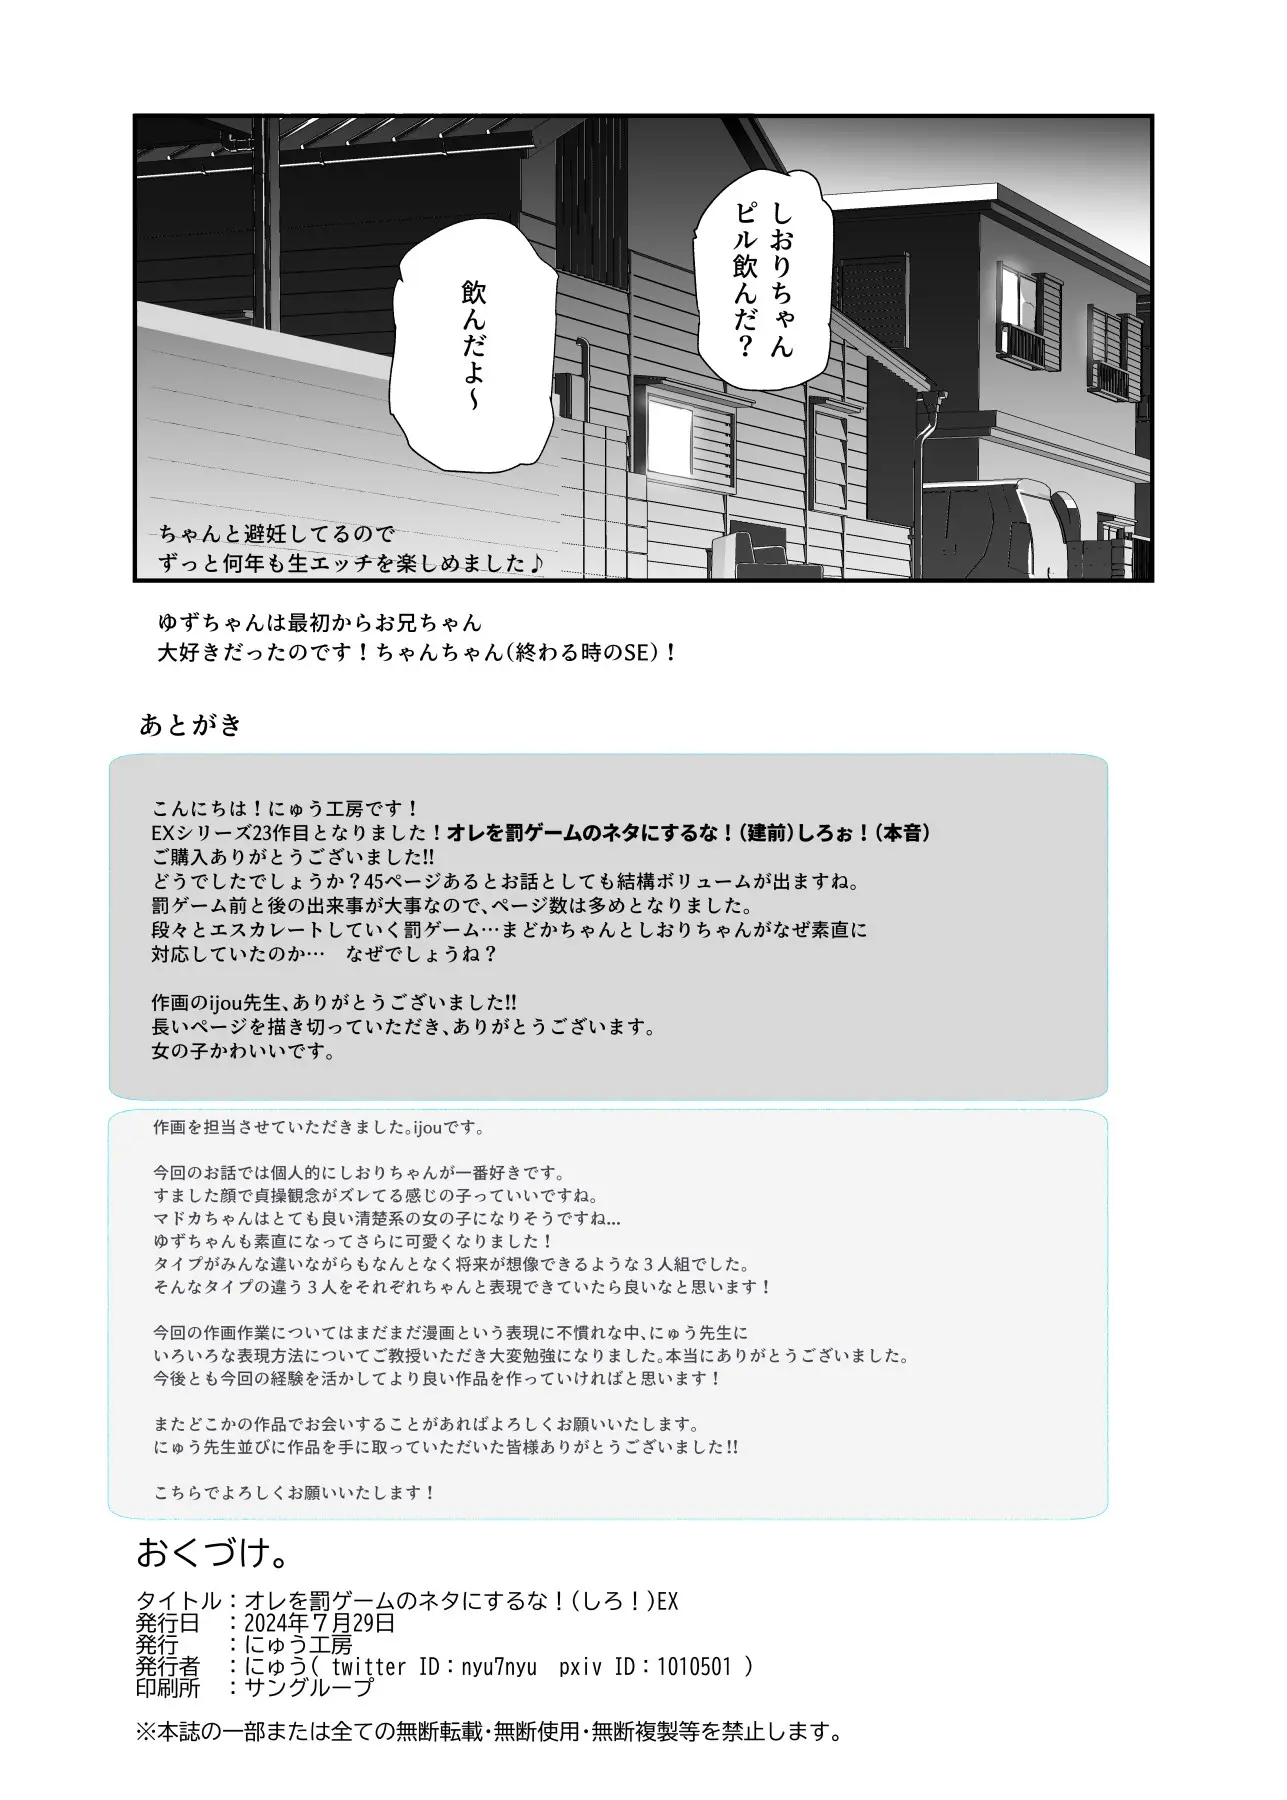 しおりちゃん
ピル飲んだ？
飲んだよ～
ちゃんと避妊してるので
ずっと何年も生エッチを楽しめました♪
ゆずちゃんは最初からお兄ちゃん
大好きだったのです！ちゃんちゃん(終わる時のSE)！
あとがき
こんにちは！にゅう工房です！
EXシリーズ23作目となりました！オレを罰ゲームのネタにするな！(建前)しろぉ！(本音)
ご購入ありがとうございました!!
どうでしたでしょうか？45ページあるとお話としても結構ボリュームが出ますね。
罰ゲーム前と後の出来事が大事なので、ページ数は多めとなりました。
段々とエスカレートしていく罰ゲーム…まどかちゃんとしおりちゃんがなぜ素直に
対応していたのか…　なぜでしょうね？
作画のijou先生、ありがとうございました!!
長いページを描き切っていただき、ありがとうございます。
女の子かわいいです。
作画を担当させていただきました。ijouです。
今回のお話では個人的にしおりちゃんが一番好きです。
すました顔で貞操観念がズレてる感じの子っていいですね。
マドカちゃんはとても良い清楚系の女の子になりそうですね...
ゆずちゃんも素直になってさらに可愛くなりました！
タイプがみんな違いながらもなんとなく将来が想像できるような３人組でした。
そんなタイプの違う３人をそれぞれちゃんと表現できていたら良いなと思います！
今回の作画作業についてはまだまだ漫画という表現に不慣れな中、にゅう先生に
いろいろな表現方法についてご教授いただき大変勉強になりました。本当にありがとうございました。
今後とも今回の経験を活かしてより良い作品を作っていければと思います！
またどこかの作品でお会いすることがあればよろしくお願いいたします。
にゅう先生並びに作品を手に取っていただいた皆様ありがとうございました!!
こちらでよろしくお願いいたします！
おくづけ。
タイトル：オレを罰ゲームのネタにするな！(しろ！)EX
発行日　：2024年７月29日
発行　　：にゅう工房
発行者　：にゅう( twitter ID：nyu7nyu　pxiv ID：1010501 )
印刷所　：サングループ
※本誌の一部または全ての無断転載・無断使用・無断複製等を禁止します。